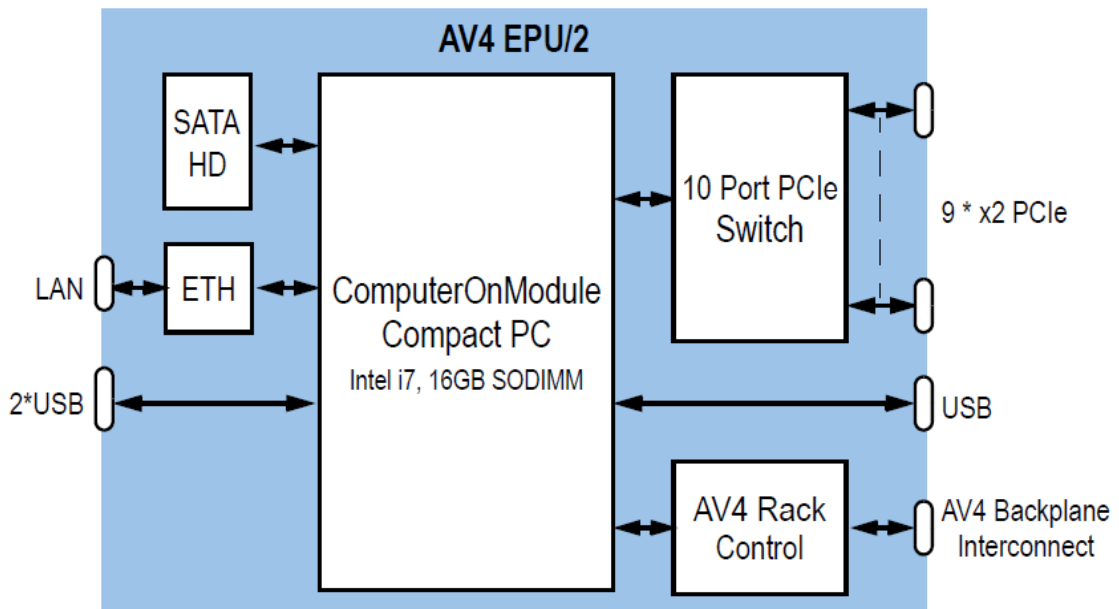 AV4 EPU/2
SATA
HD
LAN
ETH
2*USB
ComputerOnModule
Compact PC
Intel i7, 16GB SODIMM
10 Port PCIe
Switch
9 * x2 PCIe
USB
AV4 Rack
Control
AV4 Backplane
Interconnect